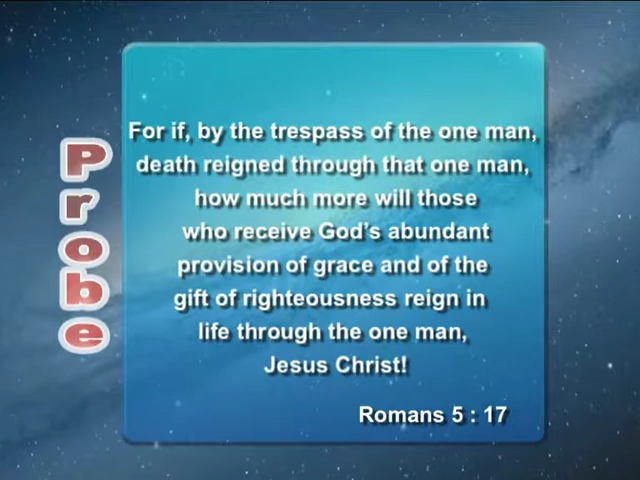 Probe
For if, by the trespass of the one man,
death reigned through that one man,
how much more will those
who receive God's abundant
provision of grace and of the
gift of righteousness reign in
life through the one man,
Jesus Christ!
Romans 5 : 17